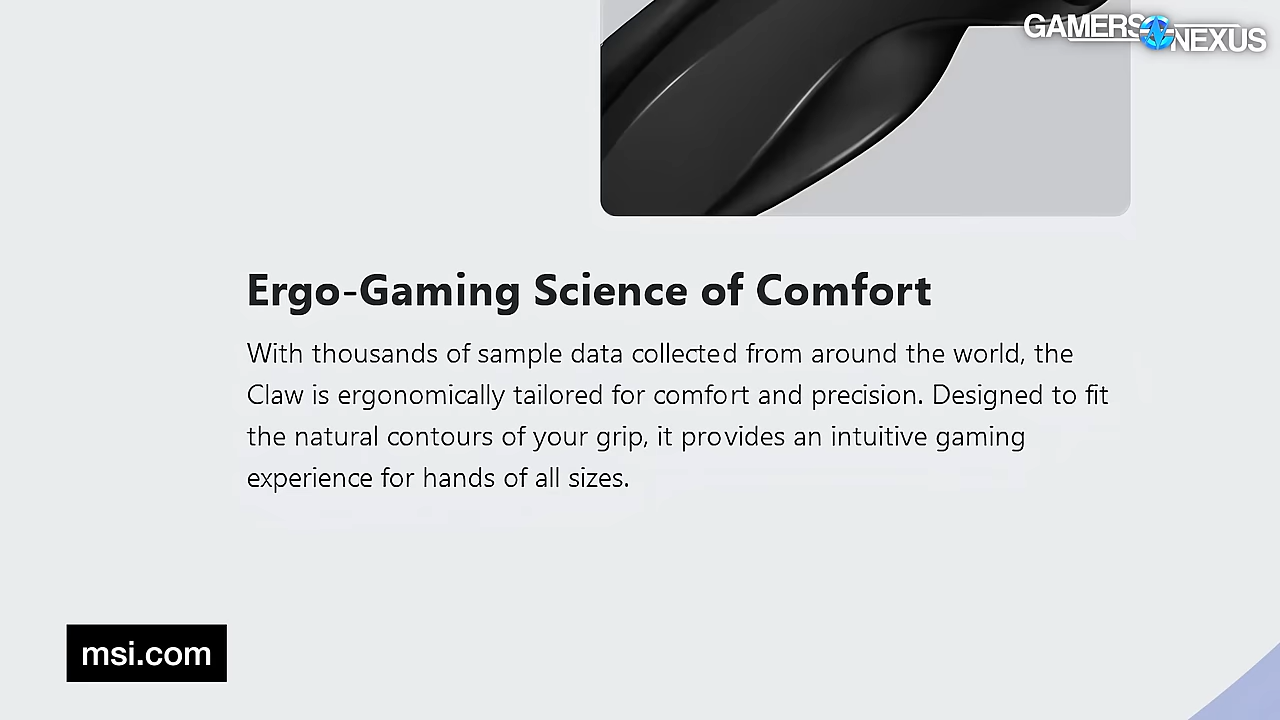 GAMERS NEXUS
Ergo-Gaming Science of Comfort
With thousands of sample data collected from around the world, the
Claw is ergonomically tailored for comfort and precision. Designed to fit
the natural contours of your grip, it provides an intuitive gaming
experience for hands of all sizes.
msi.com